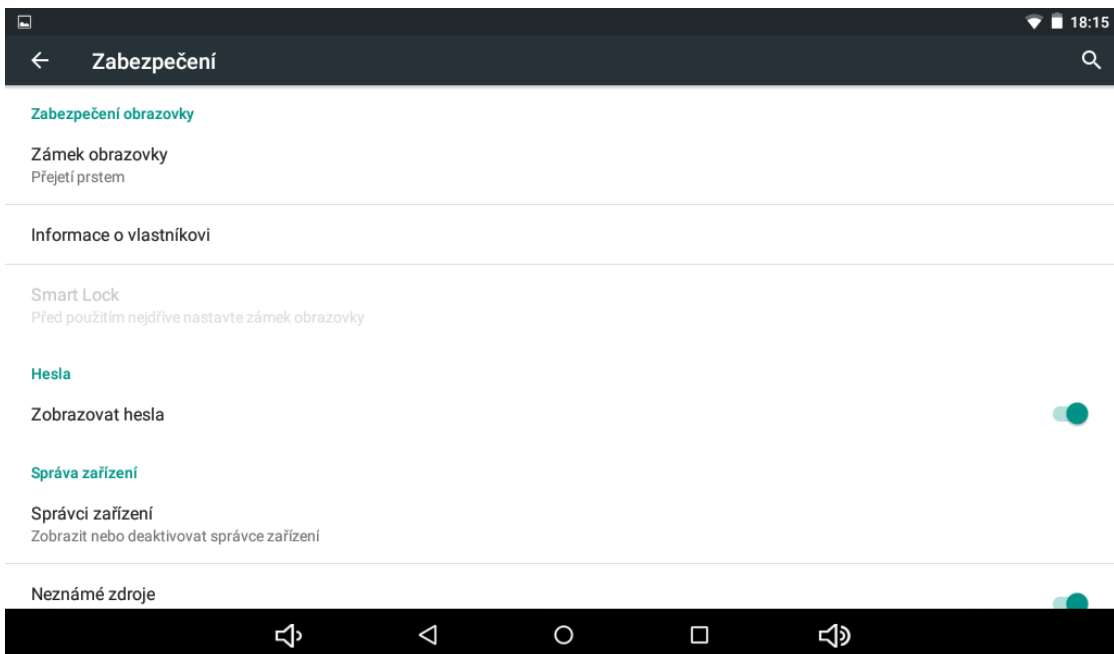 18:15
Zabezpečení
Zabezpečení obrazovky
Zámek obrazovky
Přejetí prstem
Informace o vlastníkovi
Smart Lock
Před použitím nejdříve nastavte zámek obrazovky
Hesla
Zobrazovat hesla
Správa zařízení
Správci zařízení
Zobrazit nebo deaktivovat správce zařízení
Neznámé zdroje